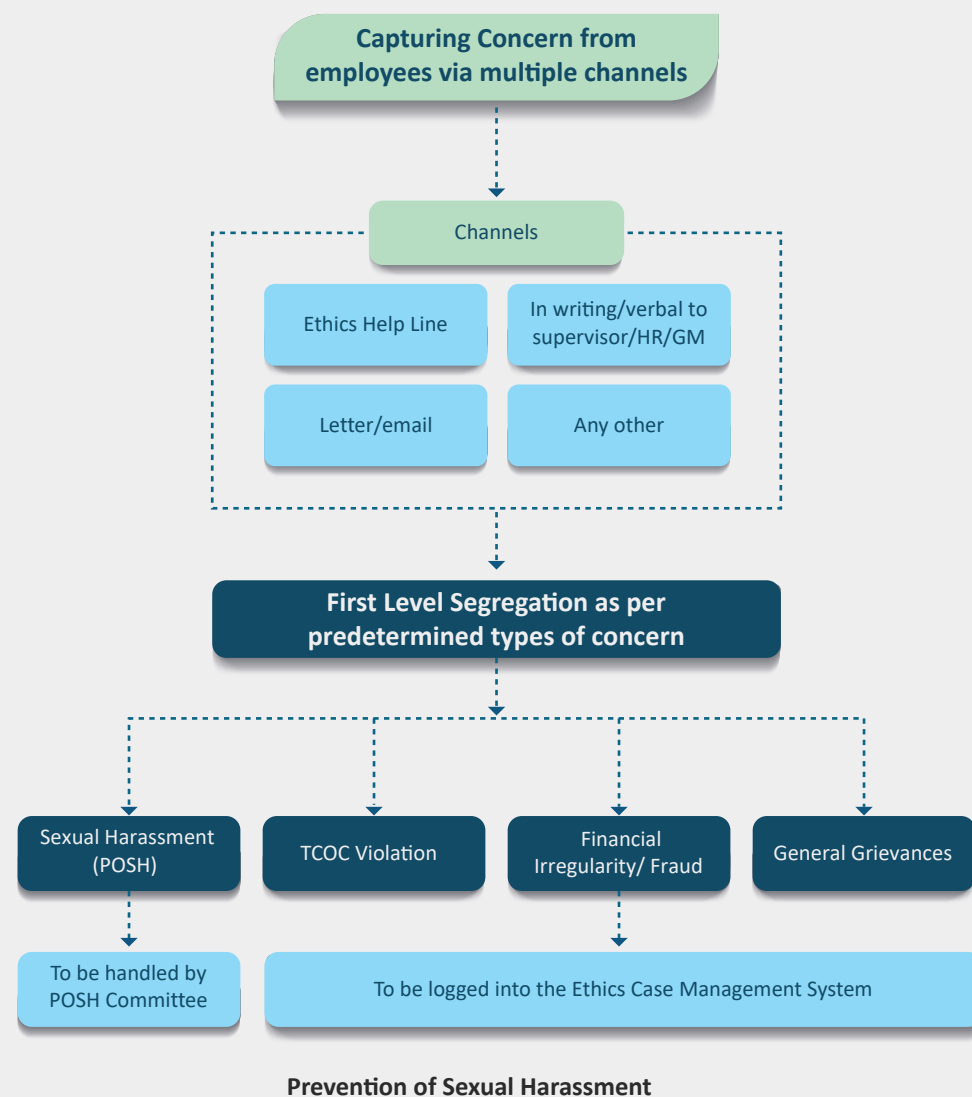 Capturing Concern from
employees via multiple channels
Channels
Ethics Help Line
In writing/verbal to
supervisor/HR/GM
Letter/email
Any other
First Level Segregation as per
predetermined types of concern
Sexual Harassment
(POSH)
TCOC Violation
Financial
Irregularity/ Fraud
General Grievances
To be handled by
POSH Committee
To be logged into the Ethics Case Management System
Prevention of Sexual Harassment